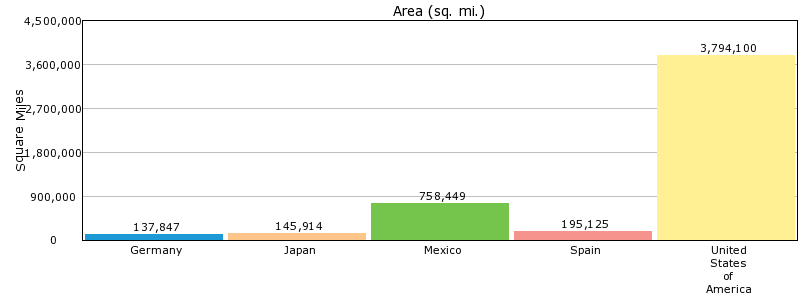 Area (sq. mi.)
Square Miles
4,500,000
3,600,000
2,700,000
1,800,000
900,000
0
137,847
145,914
758,449
195,125
3,794,100
Germany
Japan
Mexico
Spain
United
States
of
America